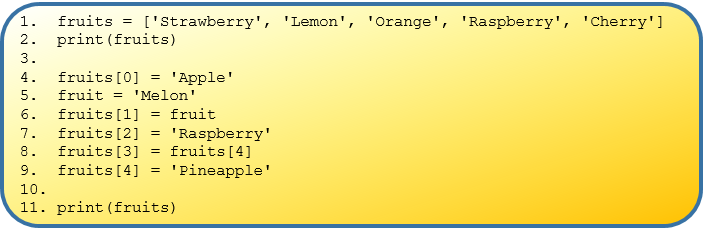 1.  fruits = ['Strawberry', 'Lemon', 'Orange', 'Raspberry', 'Cherry']
2.  print(fruits)
3.
4.  fruits[0] = 'Apple'
5.  fruit = 'Melon'
6.  fruits[1] = fruit
7.  fruits[2] = 'Raspberry'
8.  fruits[3] = fruits[4]
9.  fruits[4] = 'Pineapple'
10.
11. print(fruits)